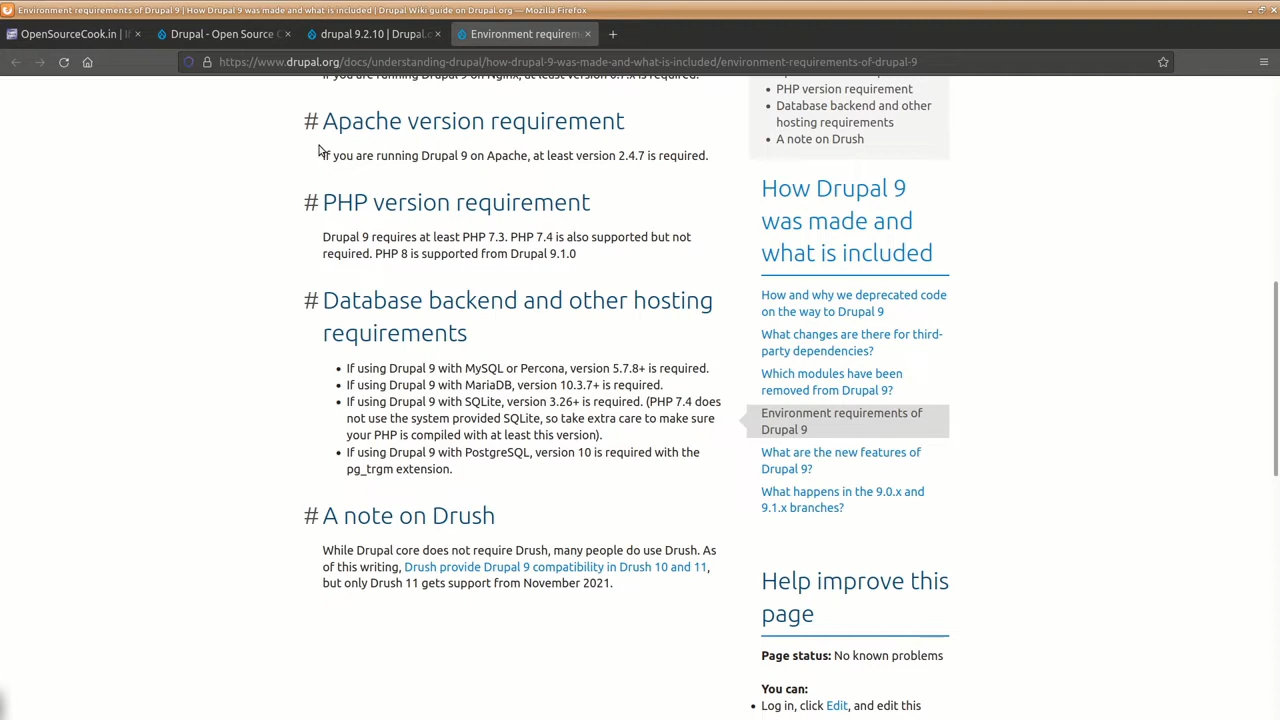 Environment requirements of Drupal 9 | How Drupal 9 was made and what is included | Drupal Wiki guide on Drupal.org — Mozilla Firefox
OpenSourceCook.in | I
Drupal - Open Source C
drupal 9.2.10 | Drupal.o
Environment requirem
https://www.drupal.org/docs/understanding-drupal/how-drupal-9-was-made-and-what-is-included/environment-requirements-of-drupal-9
If you are running Drupal 9 on Nginx, at least version 0.7.x is required.
# Apache version requirement
If you are running Drupal 9 on Apache, at least version 2.4.7 is required.
# PHP version requirement
Drupal 9 requires at least PHP 7.3. PHP 7.4 is also supported but not
required. PHP 8 is supported from Drupal 9.1.0
# Database backend and other hosting
requirements
• If using Drupal 9 with MySQL or Percona, version 5.7.8+ is required.
• If using Drupal 9 with MariaDB, version 10.3.7+ is required.
• If using Drupal 9 with SQLite, version 3.26+ is required. (PHP 7.4 does
not use the system provided SQLite, so take extra care to make sure
your PHP is compiled with at least this version).
• If using Drupal 9 with PostgreSQL, version 10 is required with the
pg_trgm extension.
# A note on Drush
While Drupal core does not require Drush, many people do use Drush. As
of this writing, Drush provide Drupal 9 compatibility in Drush 10 and 11,
but only Drush 11 gets support from November 2021.
• PHP version requirement
• Database backend and other
hosting requirements
• A note on Drush
How Drupal 9
was made and
what is included
How and why we deprecated code
on the way to Drupal 9
What changes are there for third-
party dependencies?
Which modules have been
removed from Drupal 9?
Environment requirements of
Drupal 9
What are the new features of
Drupal 9?
What happens in the 9.0.x and
9.1.x branches?
Help improve this
page
Page status: No known problems
You can:
• Log in, click Edit, and edit this